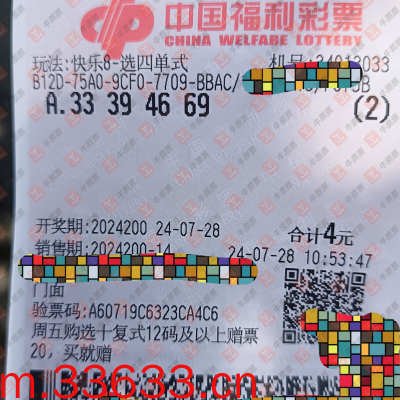 中国福利彩票
CHINA WELFARE LOTTERY
玩法:快乐8-选四单式
B12D-75A0-9CF0-7709-BBAC/
A.33 39 46 69 (2)
开奖期:2024200 24-07-28 合计4元
销售期:2024200-14 24-07-28 10:53:47
门面
验票码:A60719C6323CA4C6
周五购选十复式12码及以上赠票
20，买就赠
m.33633.cn